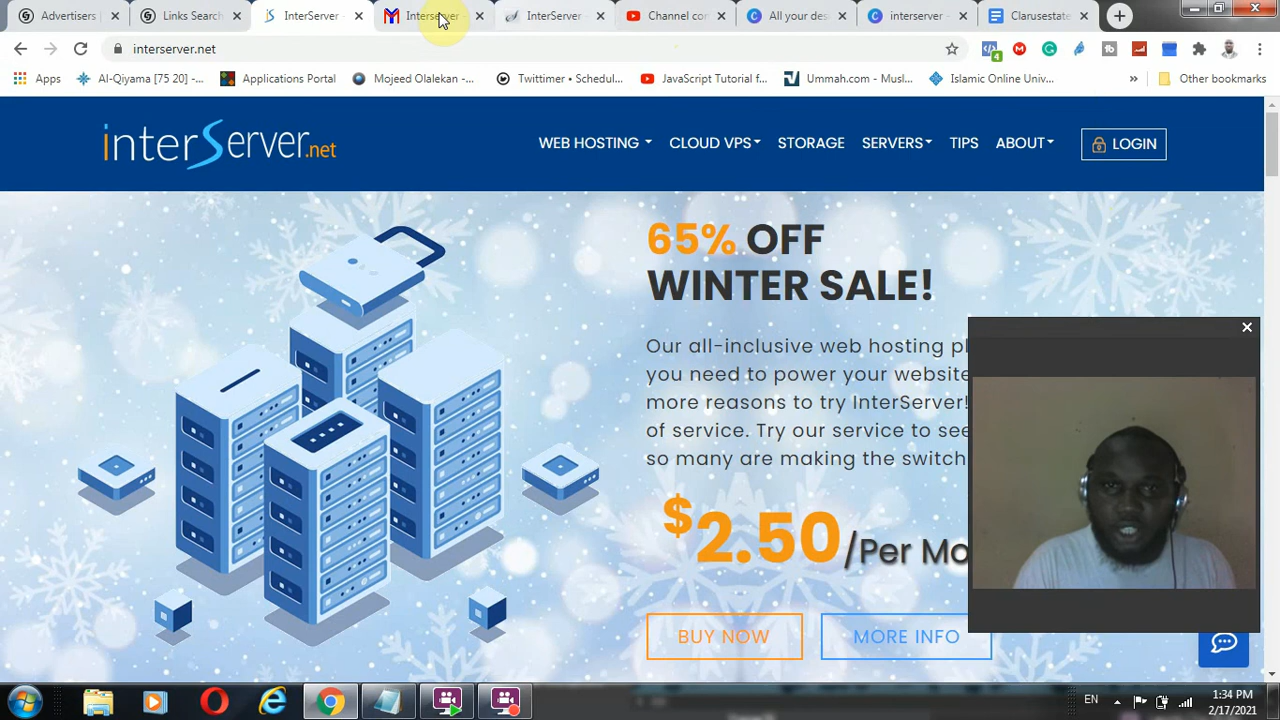 Advertisers
Links Search
InterServer -
Interserver
InterServer
Channel con
All your des
interserver -
Clarusestate
interserver.net
4
Apps
Al-Qiyama [75 20] -...
Applications Portal
Mojeed Olalekan -...
Twittimer • Schedul...
JavaScript Tutorial f...
Ummah.com - Musl...
Islamic Online Univ...
»
Other bookmarks
interServer.net
WEB HOSTING
CLOUD VPS
STORAGE
SERVERS
TIPS
ABOUT
LOGIN
65% OFF
WINTER SALE!
Our all-inclusive web hosting pl
you need to power your website
more reasons to try InterServer!
of service. Try our service to see
so many are making the switch
$2.50/Per Mo
BUY NOW
MORE INFO
EN
1:34 PM
2/17/2021